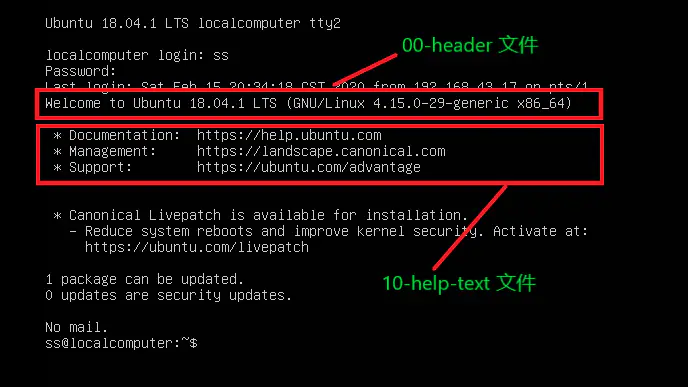 Ubuntu 18.04.1 LTS localcomputer tty2
localcomputer login: ss
00-header 文件
Password:
Last login: Sat Feb 15 20:34:18 CST 2020 from 192.168.43.17 on pts/1
Welcome to Ubuntu 18.04.1 LTS (GNU/Linux 4.15.0-29-generic x86_64)
* Documentation: https://help.ubuntu.com
* Management: https://landscape.canonical.com
* Support: https://ubuntu.com/advantage
* Canonical Livepatch is available for installation.
- Reduce system reboots and improve kernel security. Activate at:
https://ubuntu.com/livepatch
1 package can be updated.
10-help-text 文件
0 updates are security updates.
No mail.
ss@localcomputer:~$